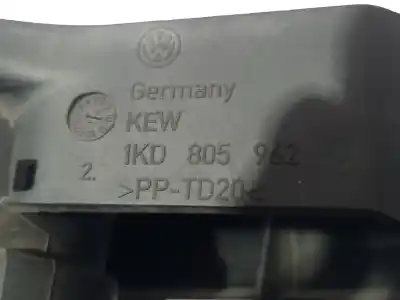 Germany
KEW
1KD 805 962
2.
>PP-TD20<